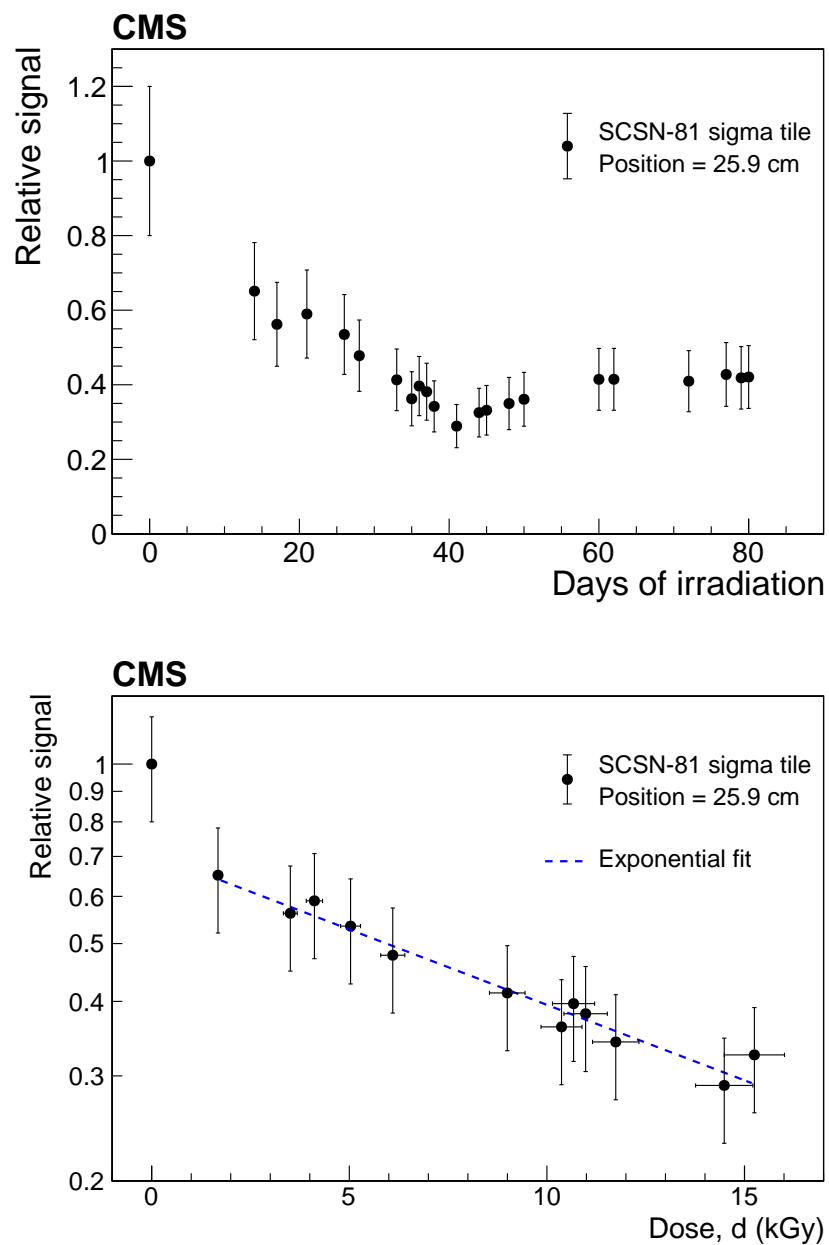 CMS
Relative signal
1.2
1
0.8
0.6
0.4
0.2
0
SCSN-81 sigma tile
Position = 25.9 cm
0 20 40 60 80
Days of irradiation
CMS
Relative signal
1
0.9
0.8
0.7
0.6
0.5
0.4
0.3
0.2
SCSN-81 sigma tile
Position = 25.9 cm
Exponential fit
0 5 10 15
Dose, d (kGy)